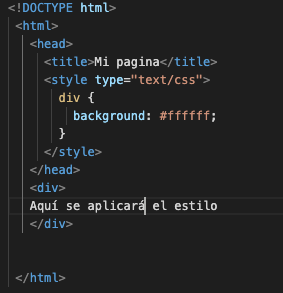 <!DOCTYPE html>
<html>
<head>
<title>Mi pagina</title>
<style type="text/css">
div {
background: #ffffff;
}
</style>
</head>
<div>
Aquí se aplicará el estilo
</div>
</html>